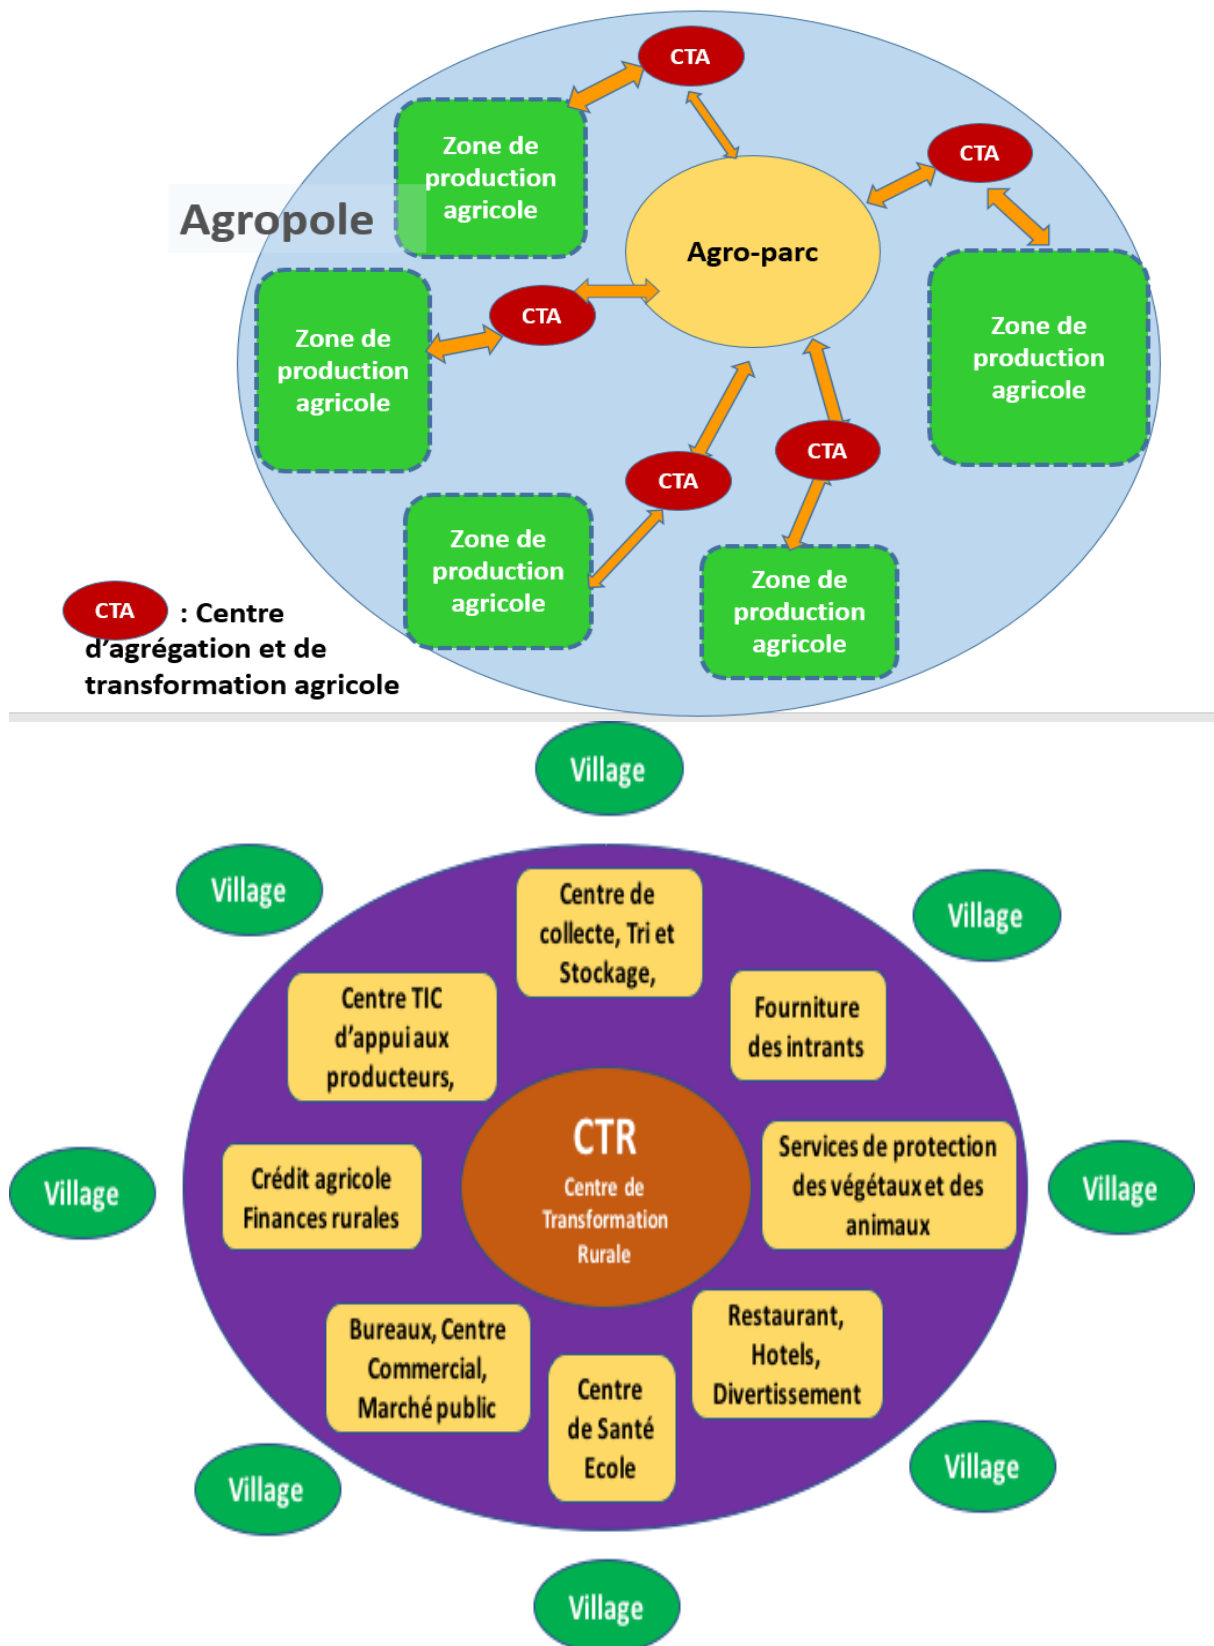 CTA
Zone de
production
agricole
CTA
Agropole
Agro-parc
Zone de
production
agricole
CTA
Zone de
production
agricole
CTA
CTA
Zone de
production
agricole
Zone de
production
agricole
CTA
: Centre
d'agrégation et de
transformation agricole
Village
Village
Village
Centre de
collecte, Tri et
Stockage,
Centre TIC
d'appui aux
producteurs,
Fourniture
des intrants
CTR
Centre de
Transformation
Rurale
Crédit agricole
Finances rurales
Services de protection
des végétaux et des
animaux
Village
Village
Bureaux, Centre
Commercial,
Marché public
Restaurant,
Hotels,
Divertissement
Centre
de Santé
Ecole
Village
Village
Village